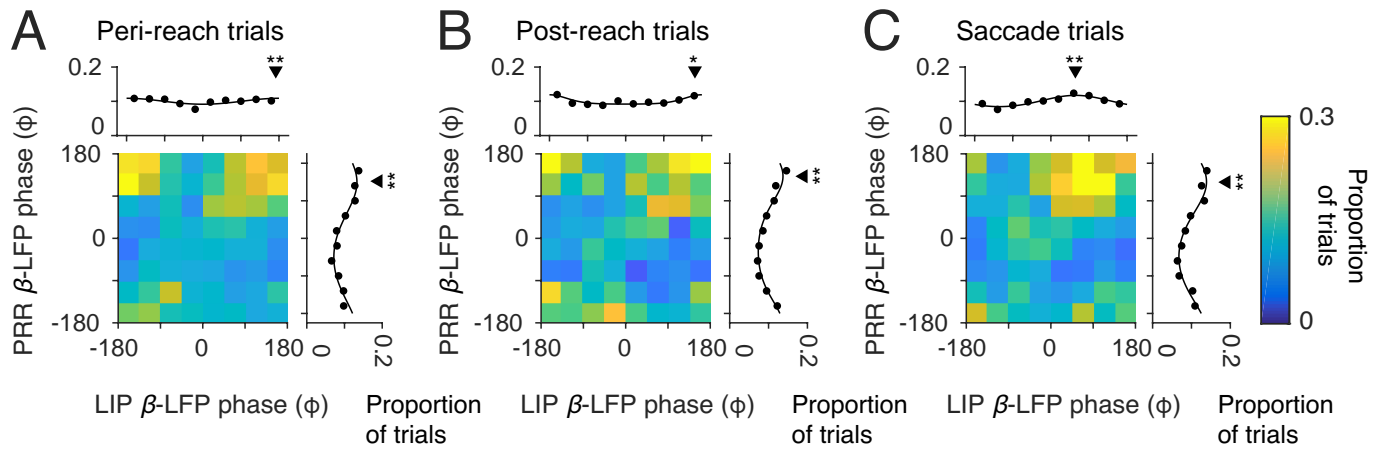 A
Peri-reach trials
**
0.2
0
PRR β-LFP phase (ϕ)
180
0
-180
-180
0
180
LIP β-LFP phase (ϕ)
**
0
0.2
Proportion
of trials
B
Post-reach trials
*
0.2
0
PRR β-LFP phase (ϕ)
180
0
-180
-180
0
180
LIP β-LFP phase (ϕ)
**
0
0.2
Proportion
of trials
C
Saccade trials
**
0.2
0
PRR β-LFP phase (ϕ)
180
0
-180
-180
0
180
LIP β-LFP phase (ϕ)
**
0
0.2
Proportion
of trials
0.3
0
Proportion
of trials